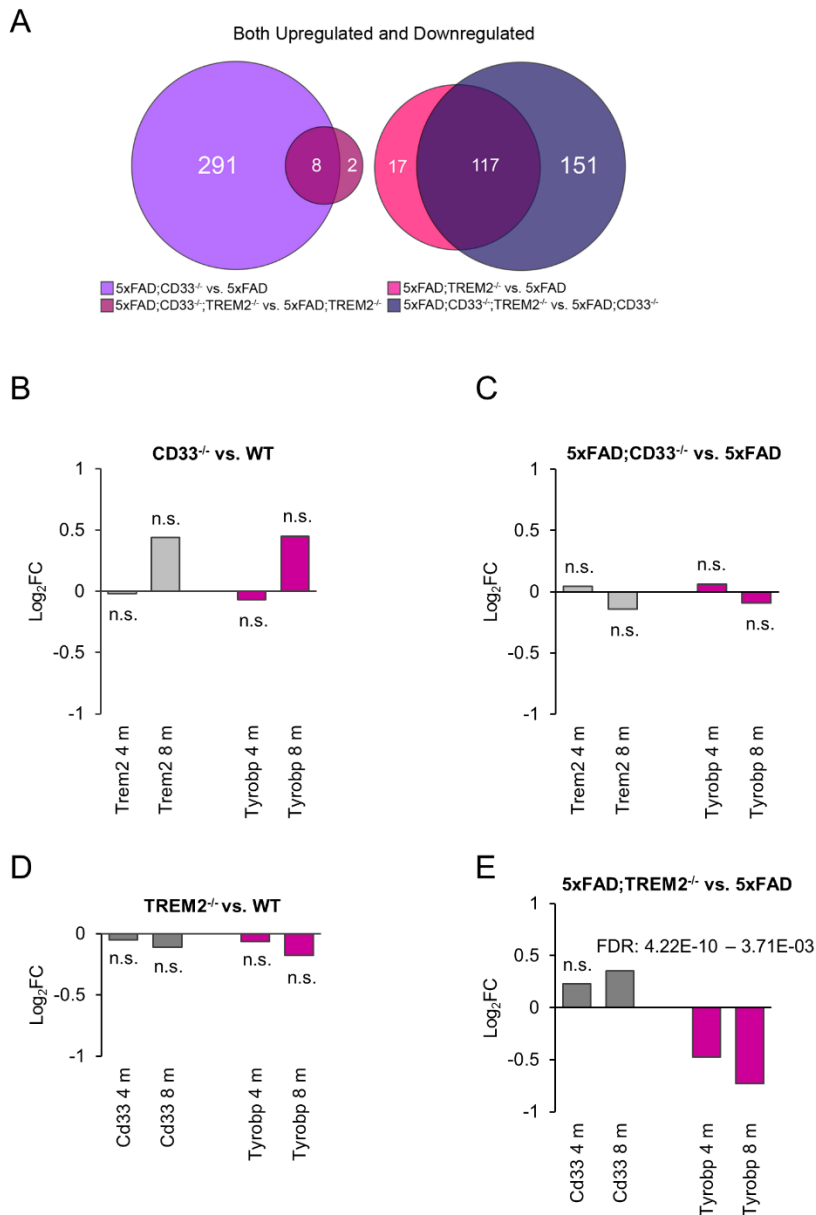 A
Both Upregulated and Downregulated
291
8
2
17
117
151
5xFAD;CD33-/- vs. 5xFAD
5xFAD;TREM2-/- vs. 5xFAD
5xFAD;CD33-/-;TREM2-/- vs. 5xFAD;TREM2-/-
5xFAD;CD33-/-;TREM2-/- vs. 5xFAD;CD33-/-
B
CD33-/- vs. WT
1
0.5
0
-0.5
-1
Log2FC
n.s.
n.s.
n.s.
n.s.
Trem2 4 m
Trem2 8 m
Tyrobp 4 m
Tyrobp 8 m
C
5xFAD;CD33-/- vs. 5xFAD
1
0.5
0
-0.5
-1
Log2FC
n.s.
n.s.
n.s.
n.s.
Trem2 4 m
Trem2 8 m
Tyrobp 4 m
Tyrobp 8 m
D
TREM2-/- vs. WT
0
-0.5
-1
Log2FC
n.s.
n.s.
n.s.
n.s.
Cd33 4 m
Cd33 8 m
Tyrobp 4 m
Tyrobp 8 m
E
5xFAD;TREM2-/- vs. 5xFAD
1
0.5
0
-0.5
-1
Log2FC
FDR: 4.22E-10 – 3.71E-03
n.s.
Cd33 4 m
Cd33 8 m
Tyrobp 4 m
Tyrobp 8 m